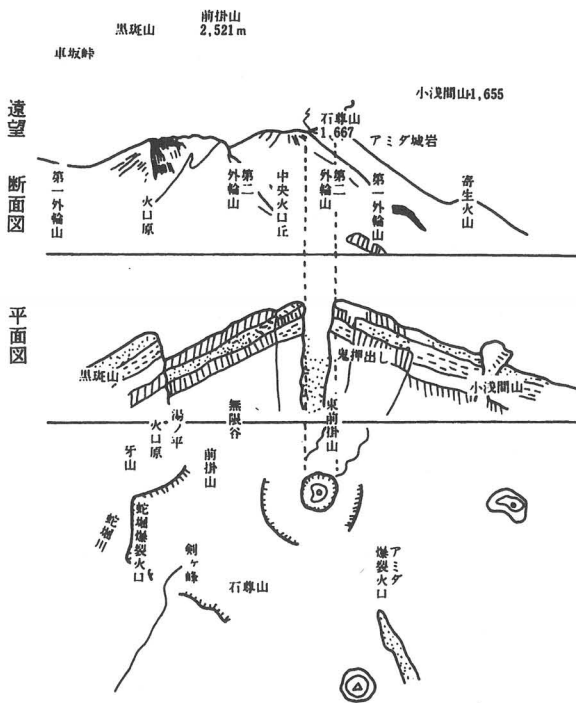 前掛山
2,521m
黒斑山
車坂峠
小浅間山1,655
石尊山
1,667
アミダ城岩
遠望
断面図
平面図
第一外輪山
火口原
第二外輪山
中央火口丘
第二外輪山
第一外輪山
寄生火山
黒斑山
鬼押出し
小浅間山
火口原
湯ノ平
無限谷
東前掛山
牙山
前掛山
蛇堀川
蛇堀爆裂火口
剣ヶ峰
石尊山
アミダ
爆裂火口